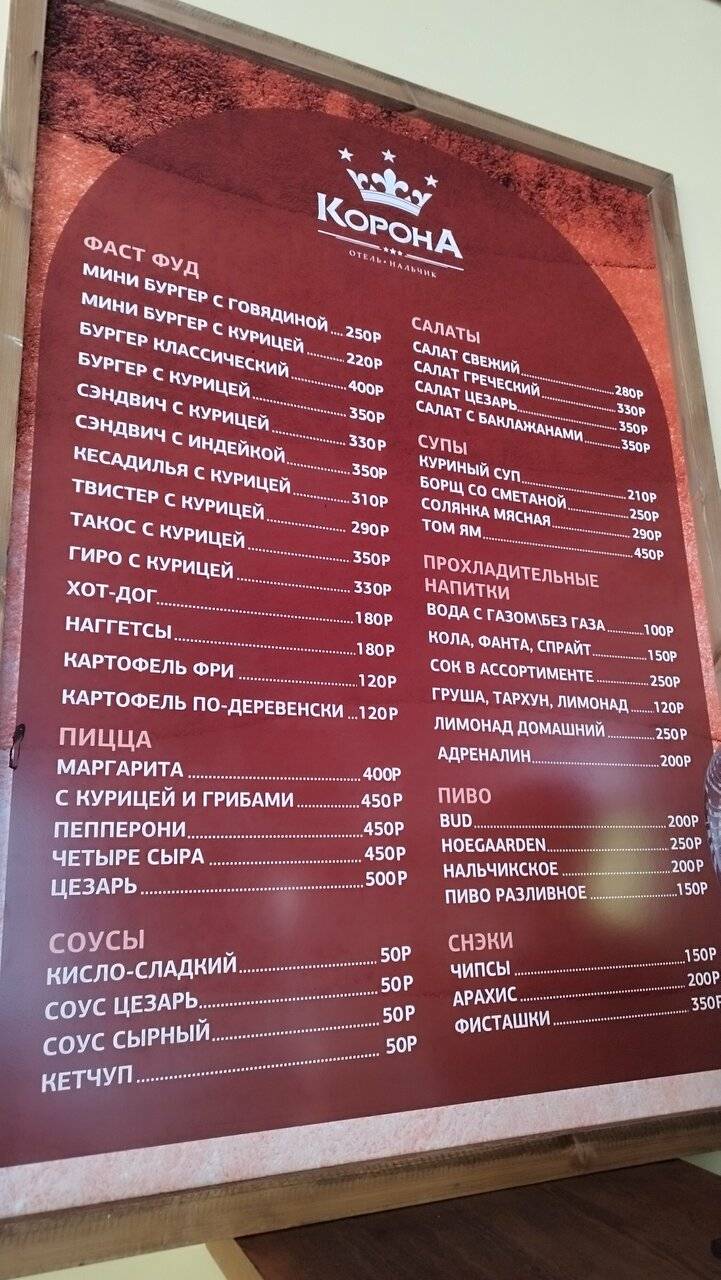 КОРОНА
ОТЕЛЬ • НАЛЬЧИК
ФАСТ ФУД
МИНИ БУРГЕР С ГОВЯДИНОЙ....250Р
МИНИ БУРГЕР С КУРИЦЕЙ..........220Р
БУРГЕР КЛАССИЧЕСКИЙ..............400Р
БУРГЕР С КУРИЦЕЙ......................350Р
СЭНДВИЧ С КУРИЦЕЙ..................330Р
СЭНДВИЧ С ИНДЕЙКОЙ...............350Р
КЕСАДИЛЬЯ С КУРИЦЕЙ..............310Р
ТВИСТЕР С КУРИЦЕЙ...................290Р
ТАКОС С КУРИЦЕЙ.......................350Р
ГИРО С КУРИЦЕЙ..........................330Р
ХОТ-ДОГ............................................180Р
НАГГЕТСЫ........................................180Р
КАРТОФЕЛЬ ФРИ..........................120Р
КАРТОФЕЛЬ ПО-ДЕРЕВЕНСКИ...120Р
ПИЦЦА
МАРГАРИТА....................................400Р
С КУРИЦЕЙ И ГРИБАМИ...............450Р
ПЕППЕРОНИ.....................................450Р
ЧЕТЫРЕ СЫРА.................................450Р
ЦЕЗАРЬ...............................................500Р
СОУСЫ
КИСЛО-СЛАДКИЙ.............................50Р
СОУС ЦЕЗАРЬ....................................50Р
СОУС СЫРНЫЙ..................................50Р
КЕТЧУП................................................50Р
САЛАТЫ
САЛАТ СВЕЖИЙ........................280Р
САЛАТ ГРЕЧЕСКИЙ...................330Р
САЛАТ ЦЕЗАРЬ.........................350Р
САЛАТ С БАКЛАЖАНАМИ.........350Р
СУПЫ
КУРИНЫЙ СУП..........................210Р
БОРЩ СО СМЕТАНОЙ...............250Р
СОЛЯНКА МЯСНАЯ...................290Р
ТОМ ЯМ......................................450Р
ПРОХЛАДИТЕЛЬНЫЕ
НАПИТКИ
ВОДА С ГАЗОМ\БЕЗ ГАЗА.........100Р
КОЛА, ФАНТА, СПРАЙТ............150Р
СОК В АССОРТИМЕНТЕ............250Р
ГРУША, ТАРХУН, ЛИМОНАД......120Р
ЛИМОНАД ДОМАШНИЙ............250Р
АДРЕНАЛИН..............................200Р
ПИВО
BUD............................................200Р
HOEGAARDEN...........................250Р
НАЛЬЧИКСКОЕ..........................200Р
ПИВО РАЗЛИВНОЕ....................150Р
СНЭКИ
ЧИПСЫ.......................................150Р
АРАХИС......................................200Р
ФИСТАШКИ................................350Р